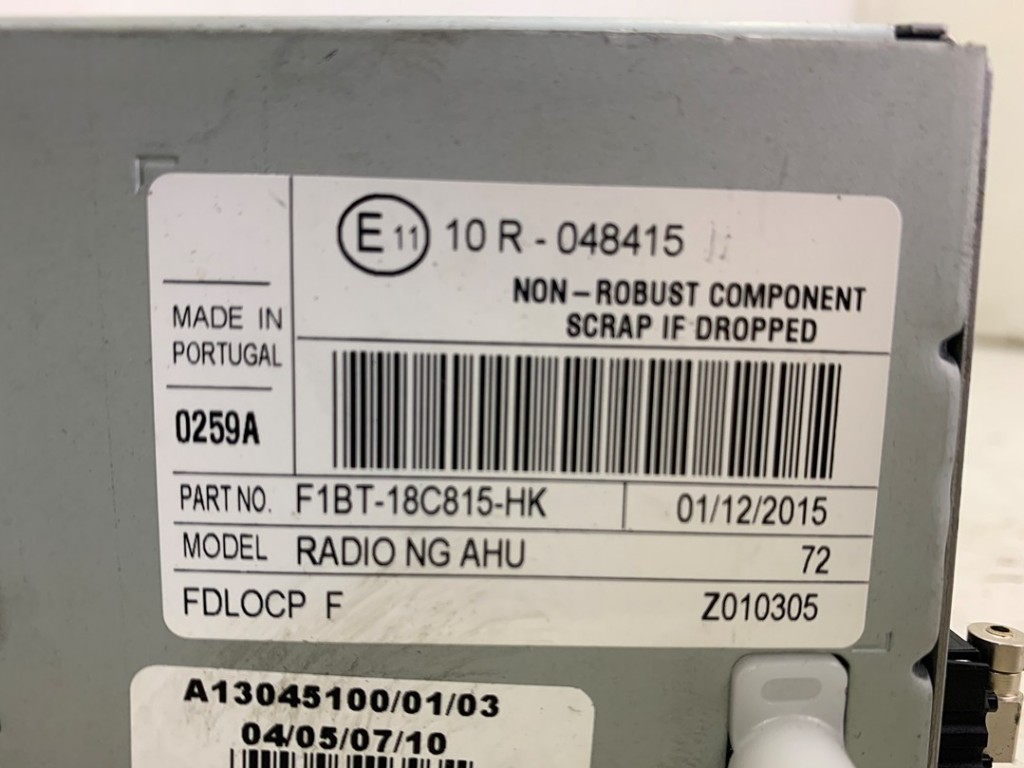 E 11 10 R - 048415
NON-ROBUST COMPONENT
SCRAP IF DROPPED
MADE IN
PORTUGAL
0259A
PART NO. F1BT-18C815-HK 01/12/2015
MODEL RADIO NG AHU 72
FDLOCP F Z010305
A13045100/01/03
04/05/07/10